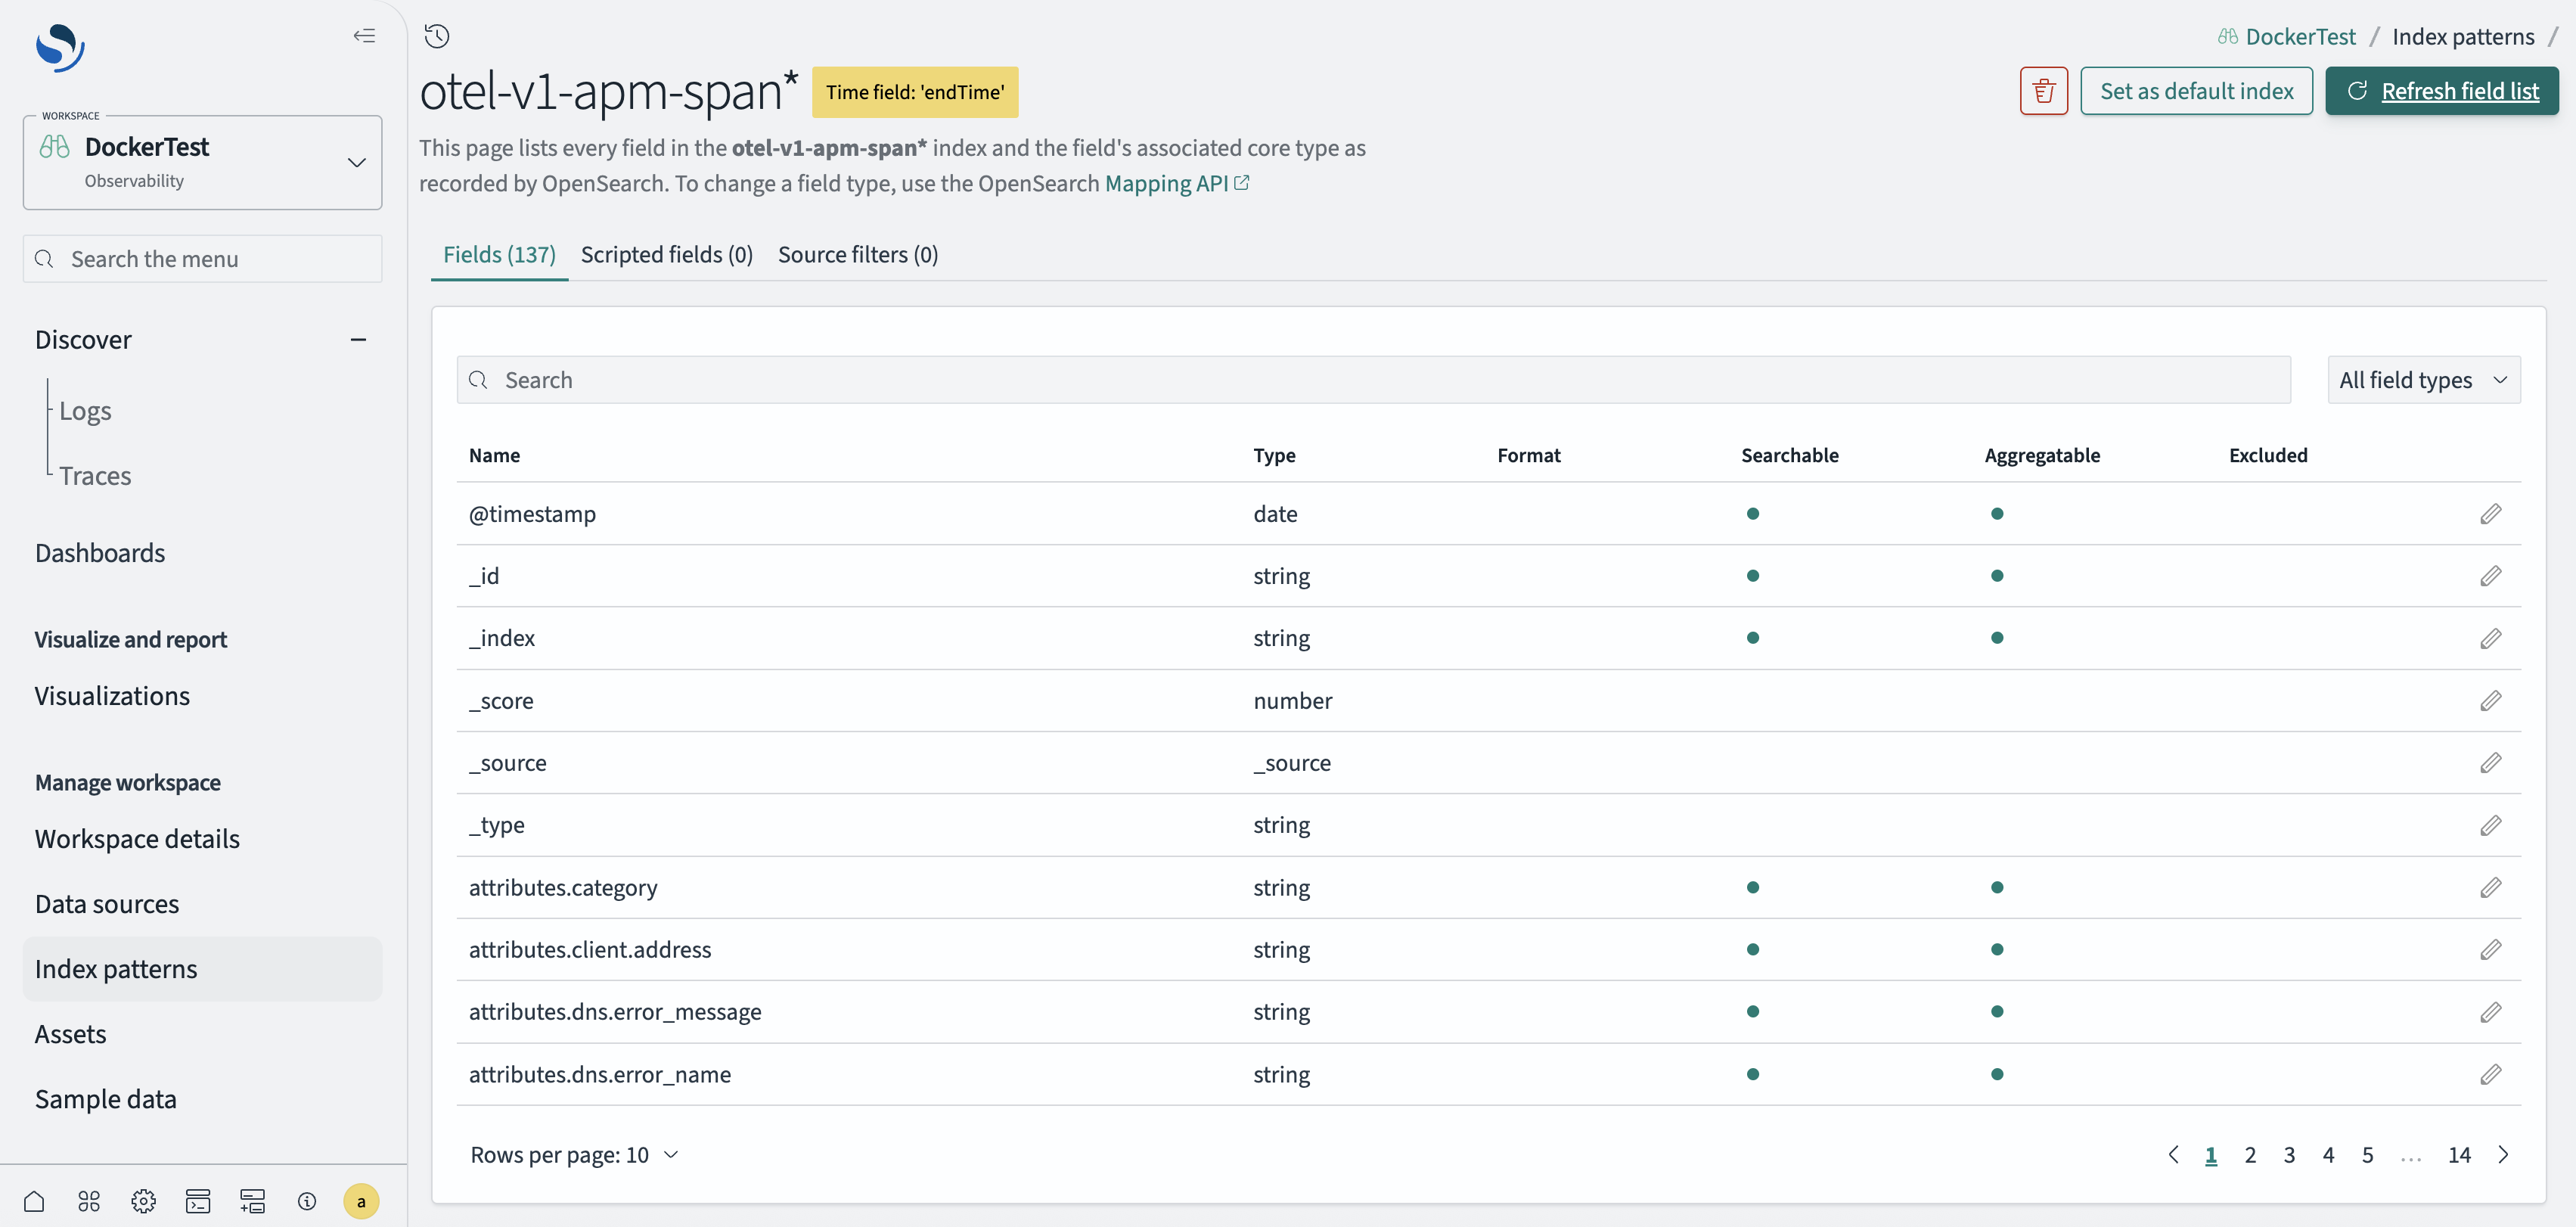 WORKSPACE
DockerTest
Observability
Search the menu
Discover
Logs
Traces
Dashboards
Visualize and report
Visualizations
Manage workspace
Workspace details
Data sources
Index patterns
Assets
Sample data
a
DockerTest / Index patterns /
otel-v1-apm-span* Time field: 'endTime'
Set as default index
Refresh field list
This page lists every field in the otel-v1-apm-span* index and the field's associated core type as
recorded by OpenSearch. To change a field type, use the OpenSearch Mapping API
Fields (137) Scripted fields (0) Source filters (0)
Search
All field types
Name Type Format Searchable Aggregatable Excluded
@timestamp date
_id string
_index string
_score number
_source _source
_type string
attributes.category string
attributes.client.address string
attributes.dns.error_message string
attributes.dns.error_name string
Rows per page: 10
1 2 3 4 5 ... 14